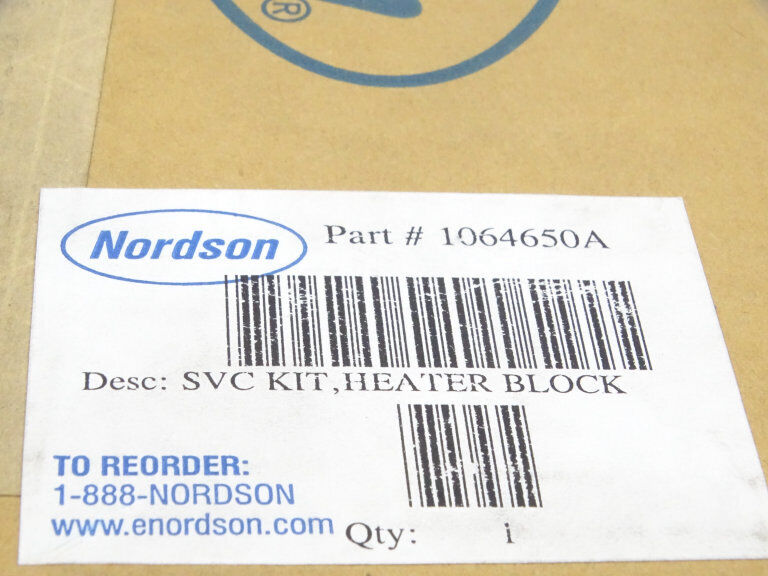 ®
Nordson Part # 1064650A
Desc: SVC KIT,HEATER BLOCK
TO REORDER:
1-888-NORDSON
www.enordson.com
Qty: 1